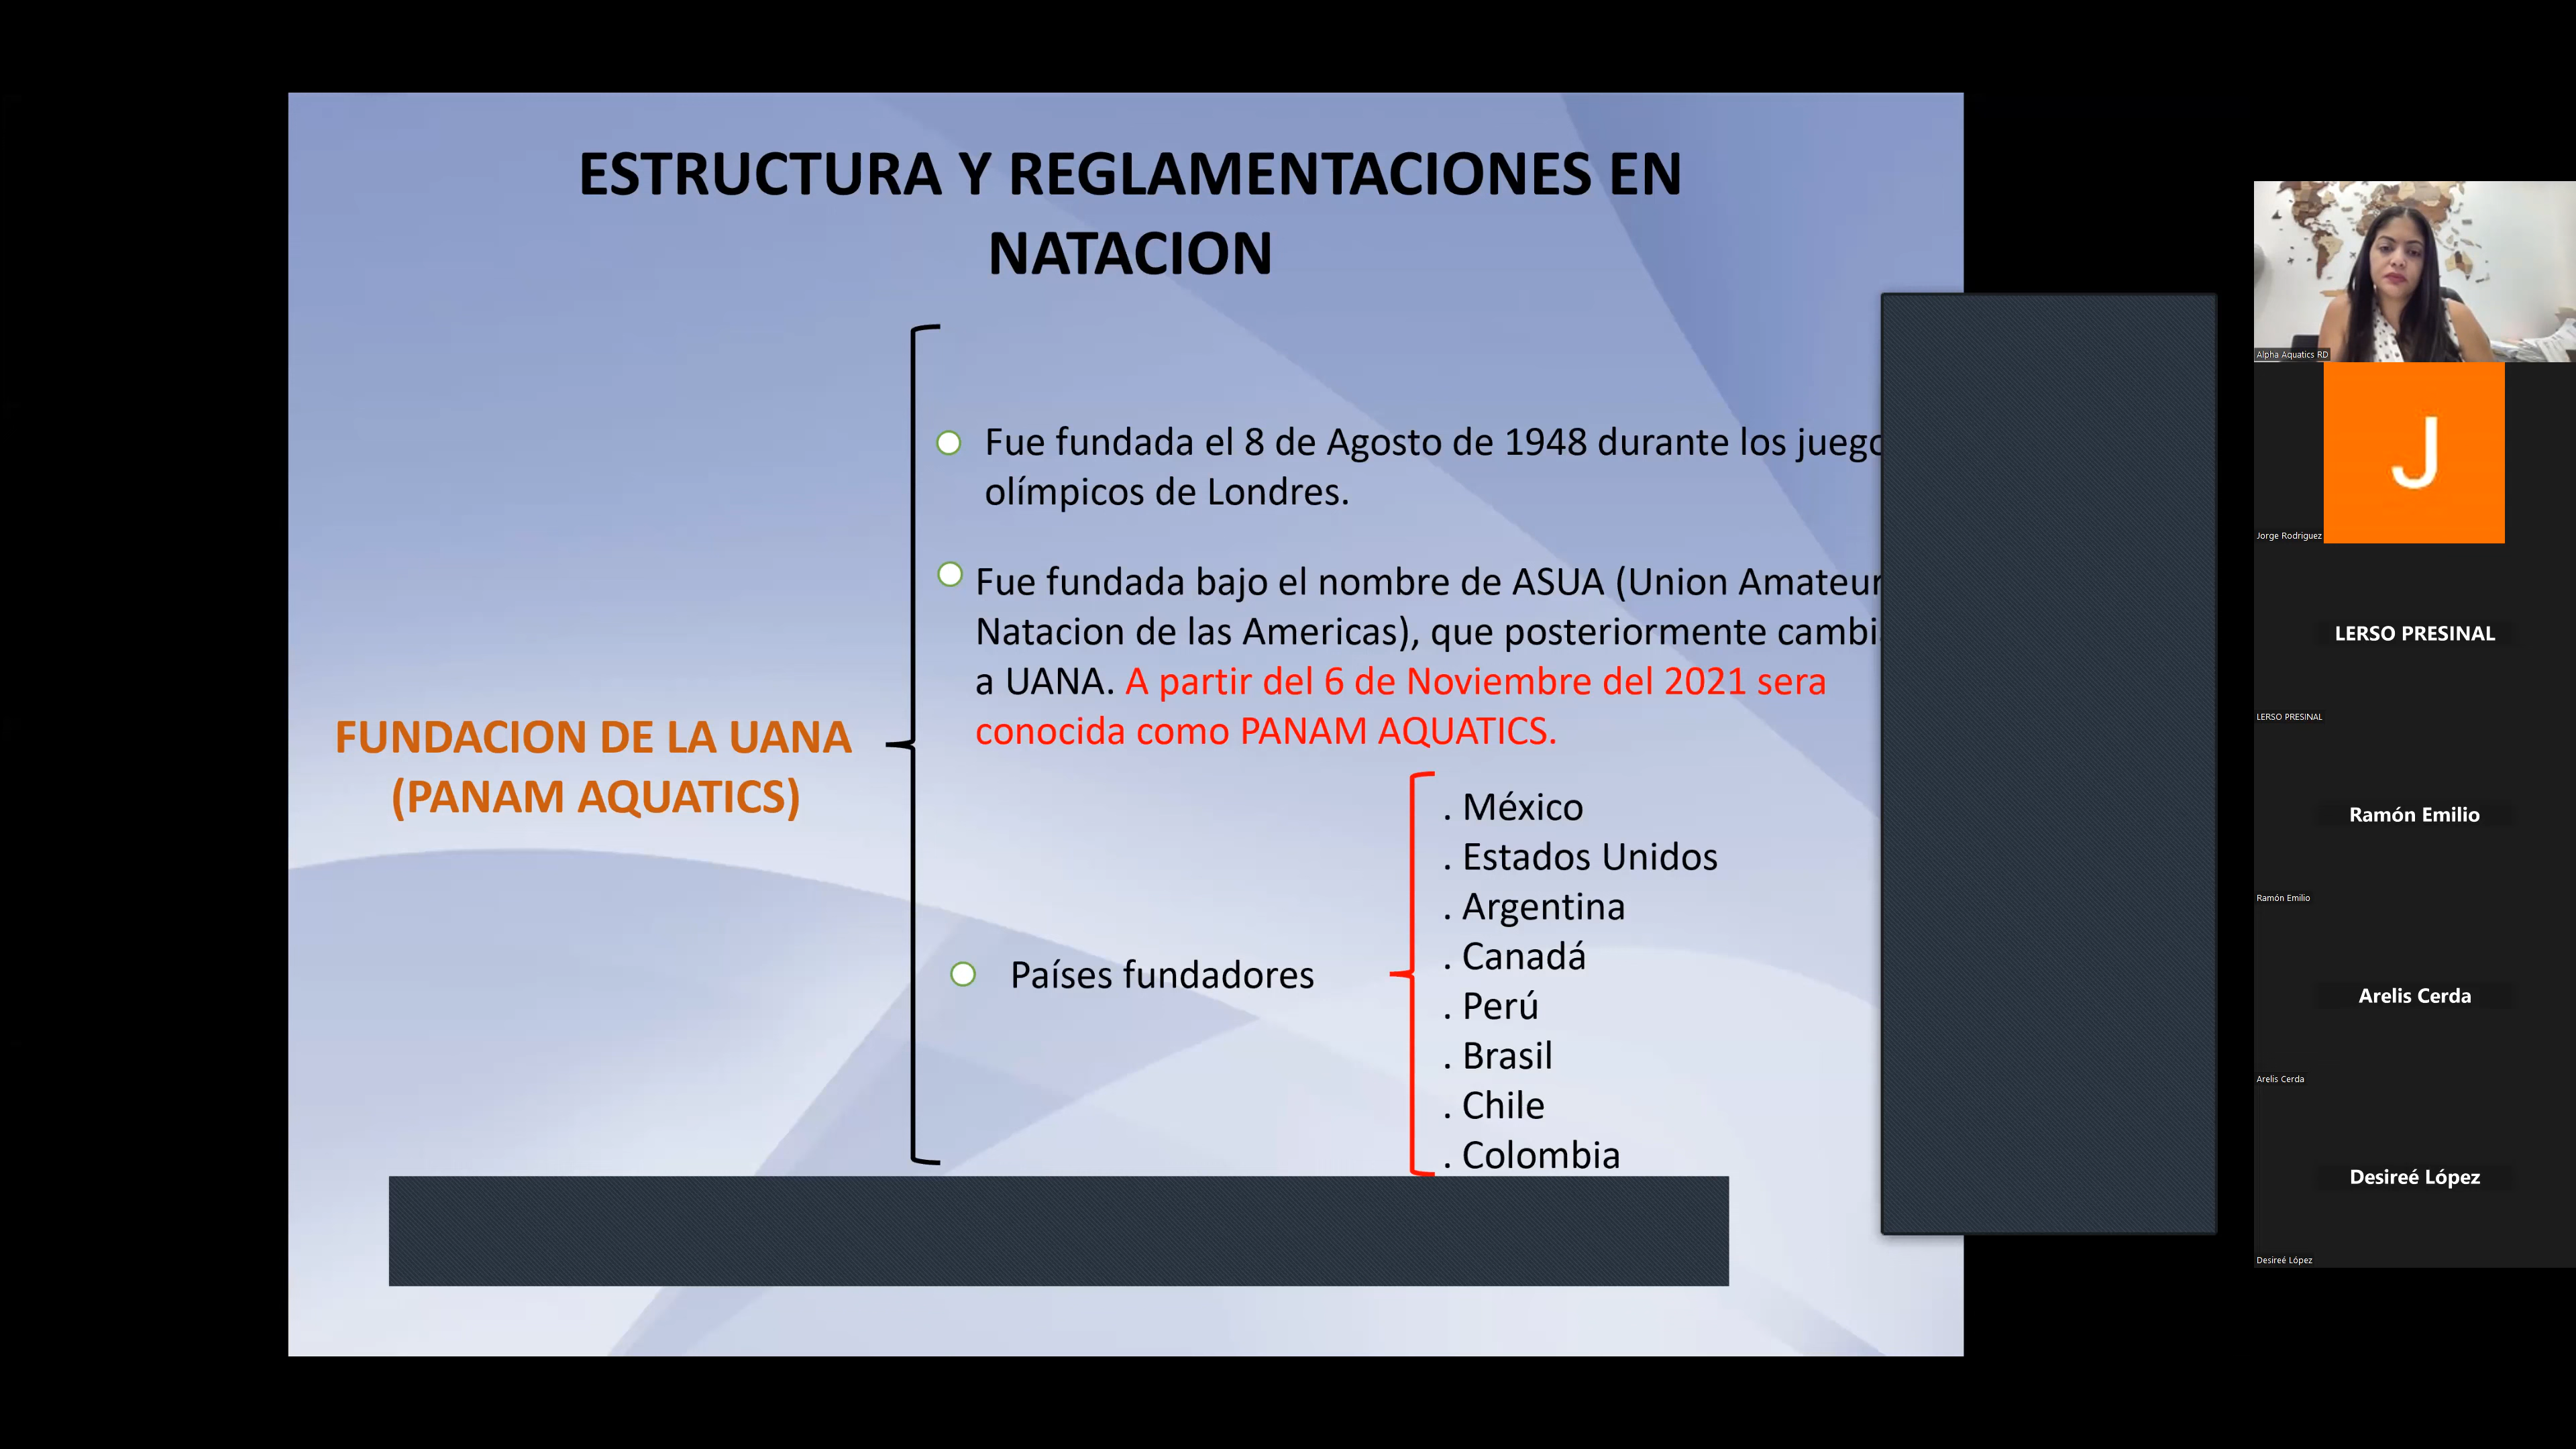 ESTRUCTURA Y REGLAMENTACIONES EN
NATACION
Fue fundada el 8 de Agosto de 1948 durante los juego
olímpicos de Londres.
Fue fundada bajo el nombre de ASUA (Union Amateur
Natacion de las Americas), que posteriormente cambi
a UANA. A partir del 6 de Noviembre del 2021 sera
conocida como PANAM AQUATICS.
FUNDACION DE LA UANA
(PANAM AQUATICS)
Países fundadores
. México
. Estados Unidos
. Argentina
. Canadá
. Perú
. Brasil
. Chile
. Colombia
Alpha Aquatics RD
J
Jorge Rodriguez
LERSO PRESINAL
LERSO PRESINAL
Ramón Emilio
Ramón Emilio
Arelis Cerda
Arelis Cerda
Desireé López
Desireé López